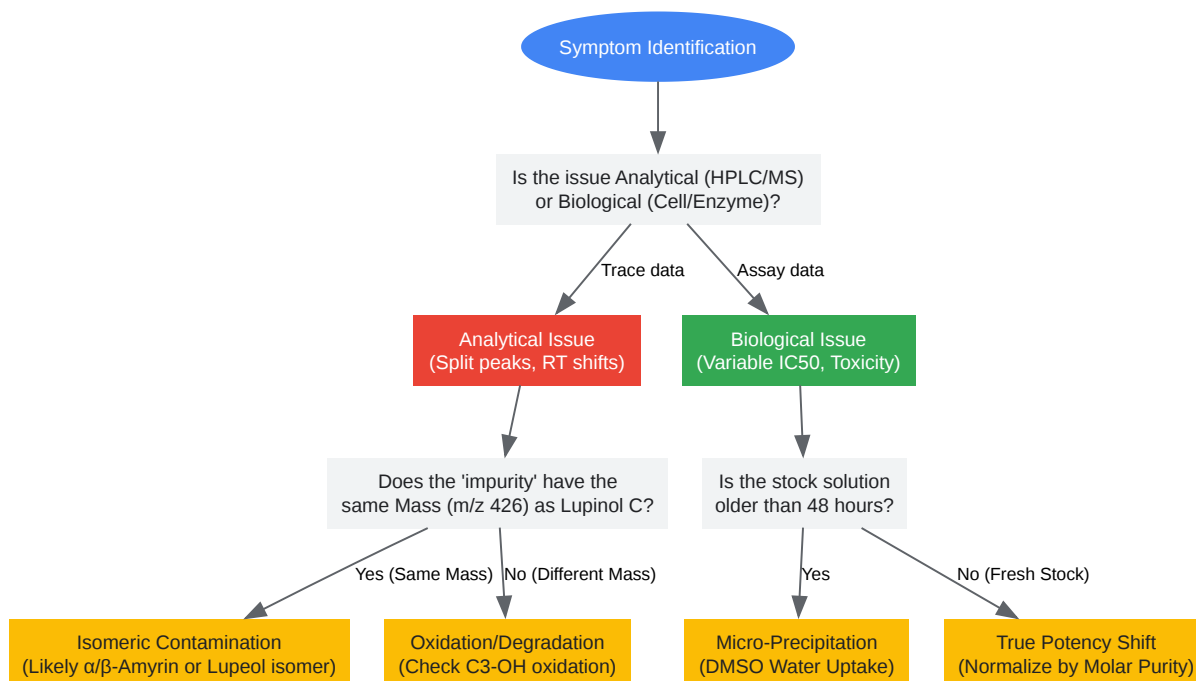 Symptom Identification
Is the issue Analytical (HPLC/MS)
or Biological (Cell/Enzyme)?
Trace data
Assay data
Analytical Issue
(Split peaks, RT shifts)
Biological Issue
(Variable IC50, Toxicity)
Does the 'impurity' have the
same Mass (m/z 426) as Lupinol C?
Is the stock solution
older than 48 hours?
Yes (Same Mass)
No (Different Mass)
Yes
No (Fresh Stock)
Isomeric Contamination
(Likely α/β-Amyrin or Lupeol isomer)
Oxidation/Degradation
(Check C3-OH oxidation)
Micro-Precipitation
(DMSO Water Uptake)
True Potency Shift
(Normalize by Molar Purity)